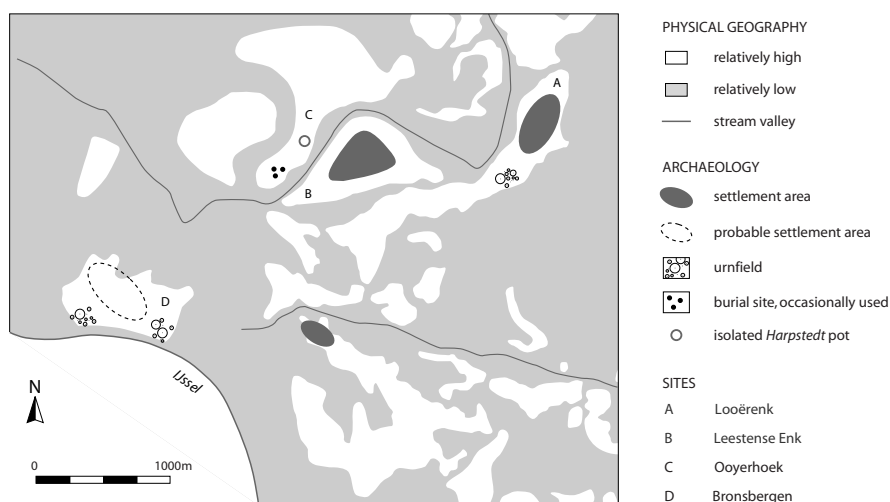 A
C
B
D
IJssel
N
0 1000m
PHYSICAL GEOGRAPHY
relatively high
relatively low
stream valley
ARCHAEOLOGY
settlement area
probable settlement area
urnfield
burial site, occasionally used
isolated Harpstedt pot
SITES
A Looërenk
B Leestense Enk
C Ooyerhoek
D Bronsbergen